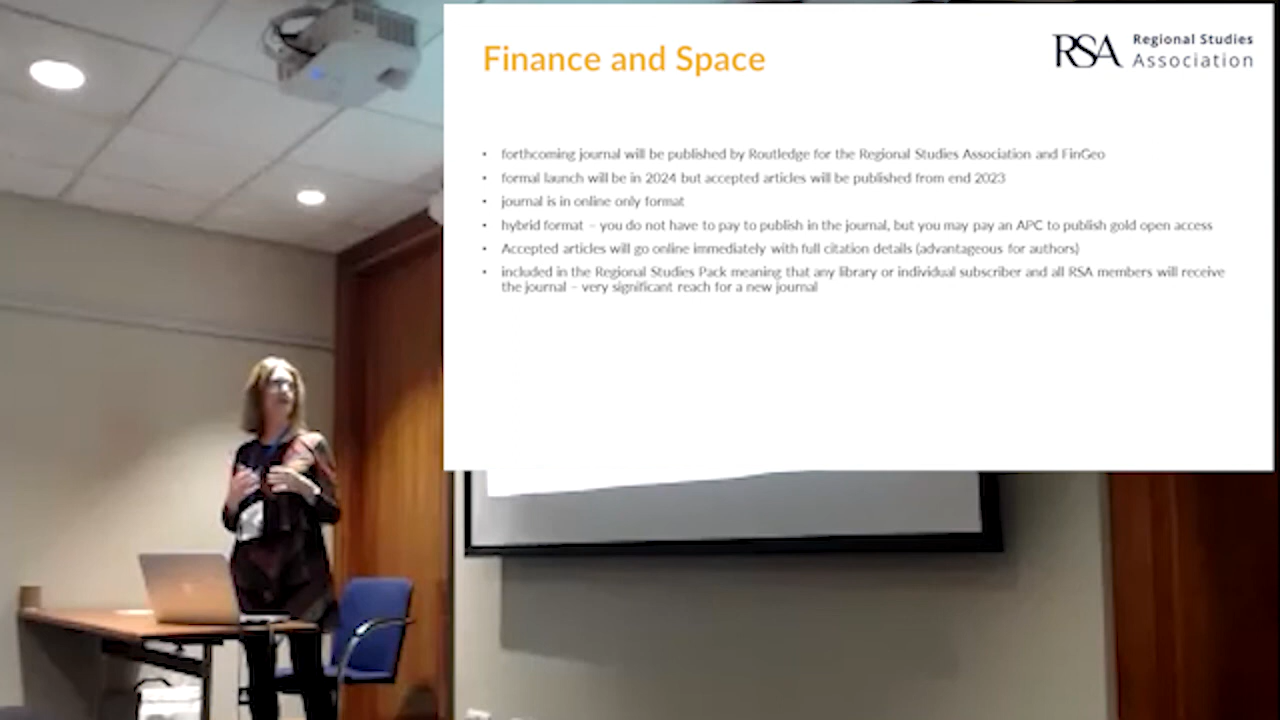 Finance and Space
RSA Regional Studies
Association
• forthcoming journal will be published by Routledge for the Regional Studies Association and FinGeo
• formal launch will be in 2024 but accepted articles will be published from end 2023
• journal is in online only format
• hybrid format – you do not have to pay to publish in the journal, but you may pay an APC to publish gold open access
• Accepted articles will go online immediately with full citation details (advantageous for authors)
• included in the Regional Studies Pack meaning that any library or individual subscriber and all RSA members will receive
the journal – very significant reach for a new journal